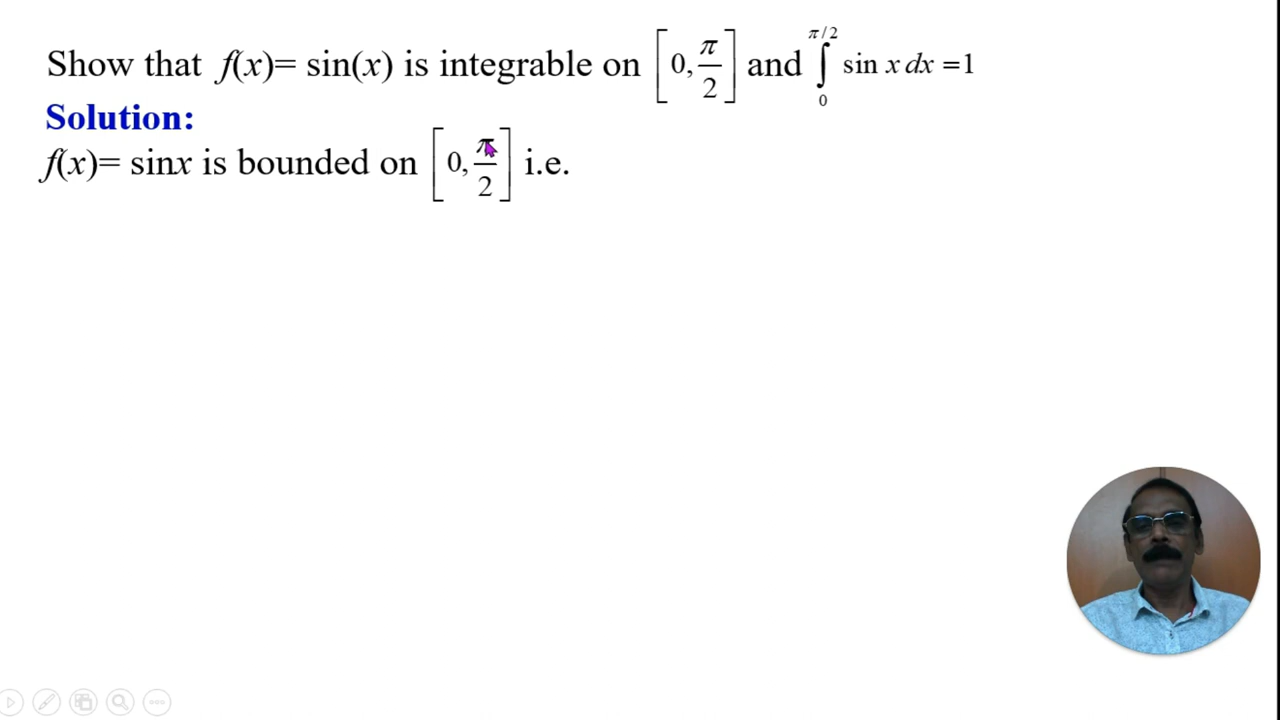 Show that f(x)= sin(x) is integrable on [0, π/2] and ∫₀^{π/2} sin x dx =1
Solution:
f(x)= sinx is bounded on [0, π/2] i.e.